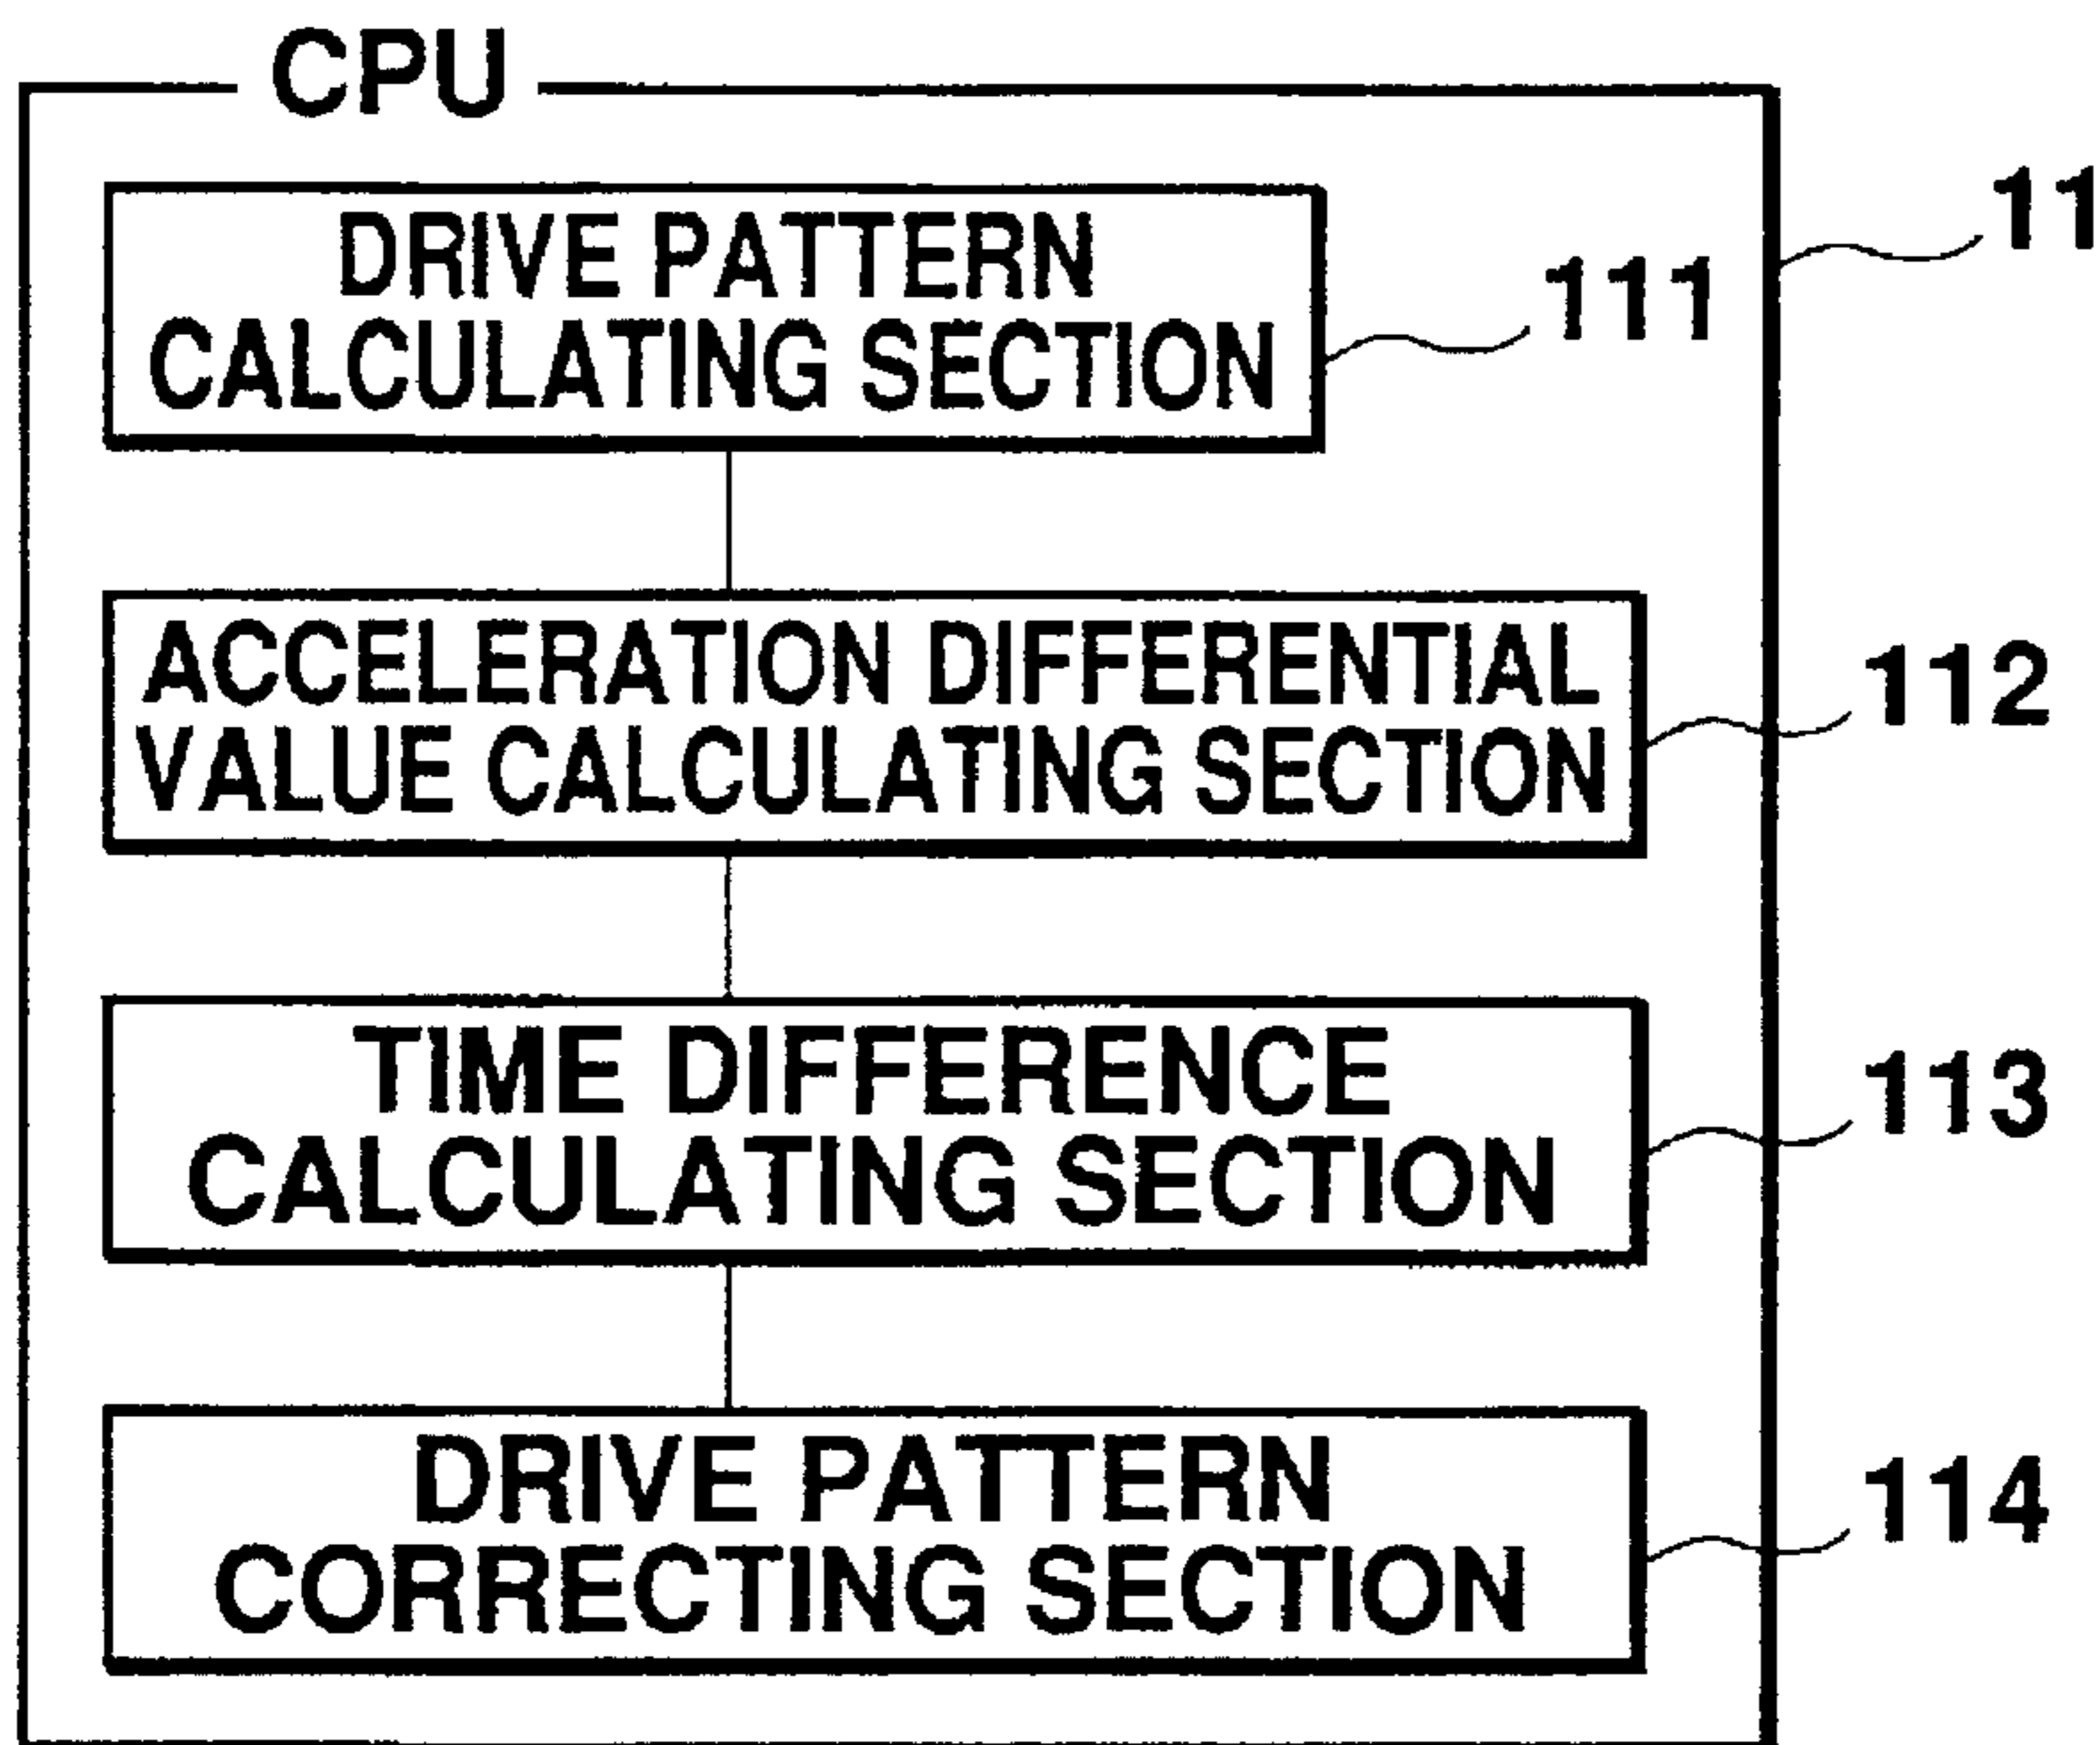 CPU
11
DRIVE PATTERN
CALCULATING SECTION
111
ACCELERATION DIFFERENTIAL
VALUE CALCULATING SECTION
112
TIME DIFFERENCE
CALCULATING SECTION
113
DRIVE PATTERN
CORRECTING SECTION
114